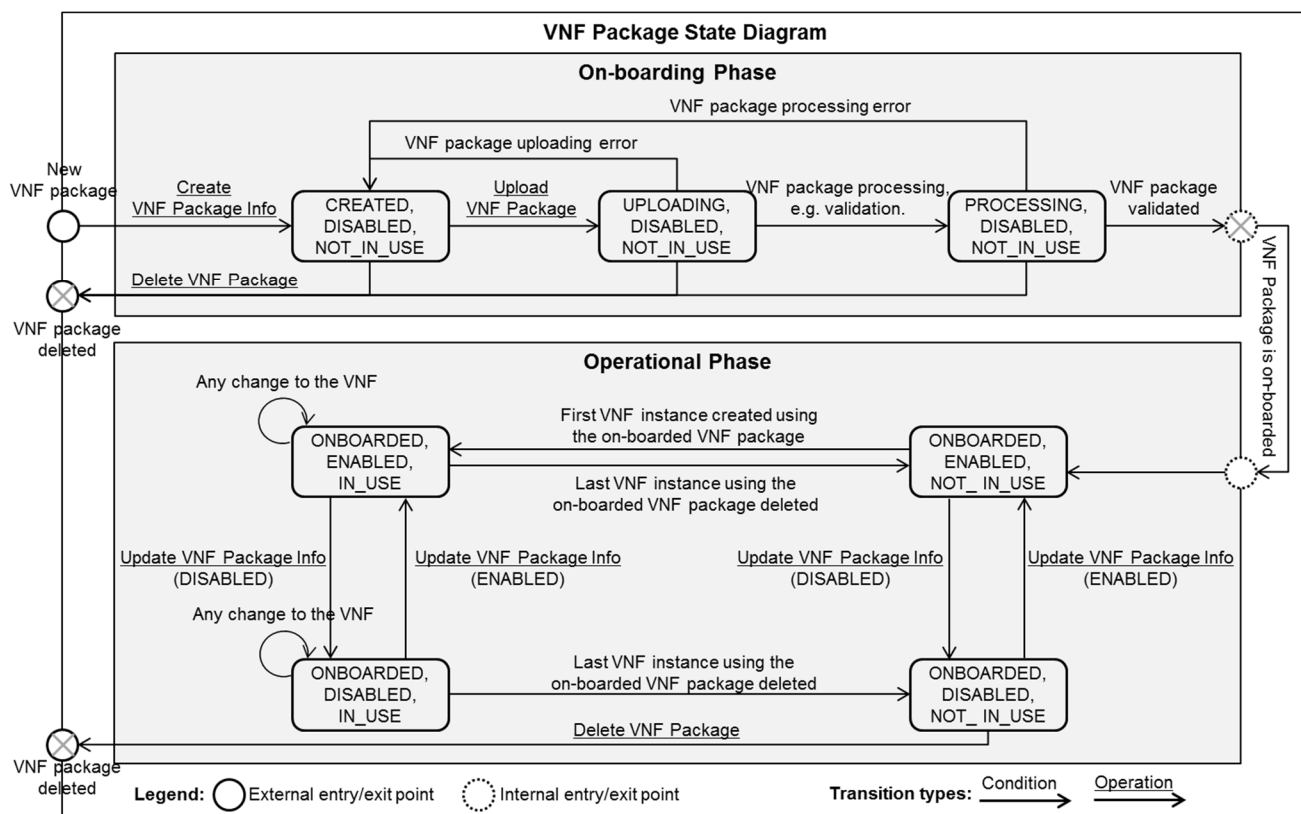 VNF Package State Diagram
On-boarding Phase
VNF package processing error
VNF package uploading error
New
VNF package
Create
VNF Package Info
CREATED,
DISABLED,
NOT_IN_USE
Upload
VNF Package
UPLOADING,
DISABLED,
NOT_IN_USE
VNF package processing,
e.g. validation.
PROCESSING,
DISABLED,
NOT_IN_USE
VNF package
validated
Delete VNF Package
VNF package
deleted
VNF Package is on-boarded
Operational Phase
Any change to the VNF
ONBOARDED,
ENABLED,
IN_USE
First VNF instance created using
the on-boarded VNF package
Last VNF instance using the
on-boarded VNF package deleted
ONBOARDED,
ENABLED,
NOT_ IN_USE
Update VNF Package Info
(DISABLED)
Update VNF Package Info
(ENABLED)
Update VNF Package Info
(DISABLED)
Update VNF Package Info
(ENABLED)
Any change to the VNF
ONBOARDED,
DISABLED,
IN_USE
Last VNF instance using the
on-boarded VNF package deleted
ONBOARDED,
DISABLED,
NOT_ IN_USE
Delete VNF Package
VNF package
deleted
Legend:
External entry/exit point
Internal entry/exit point
Transition types:
Condition
Operation